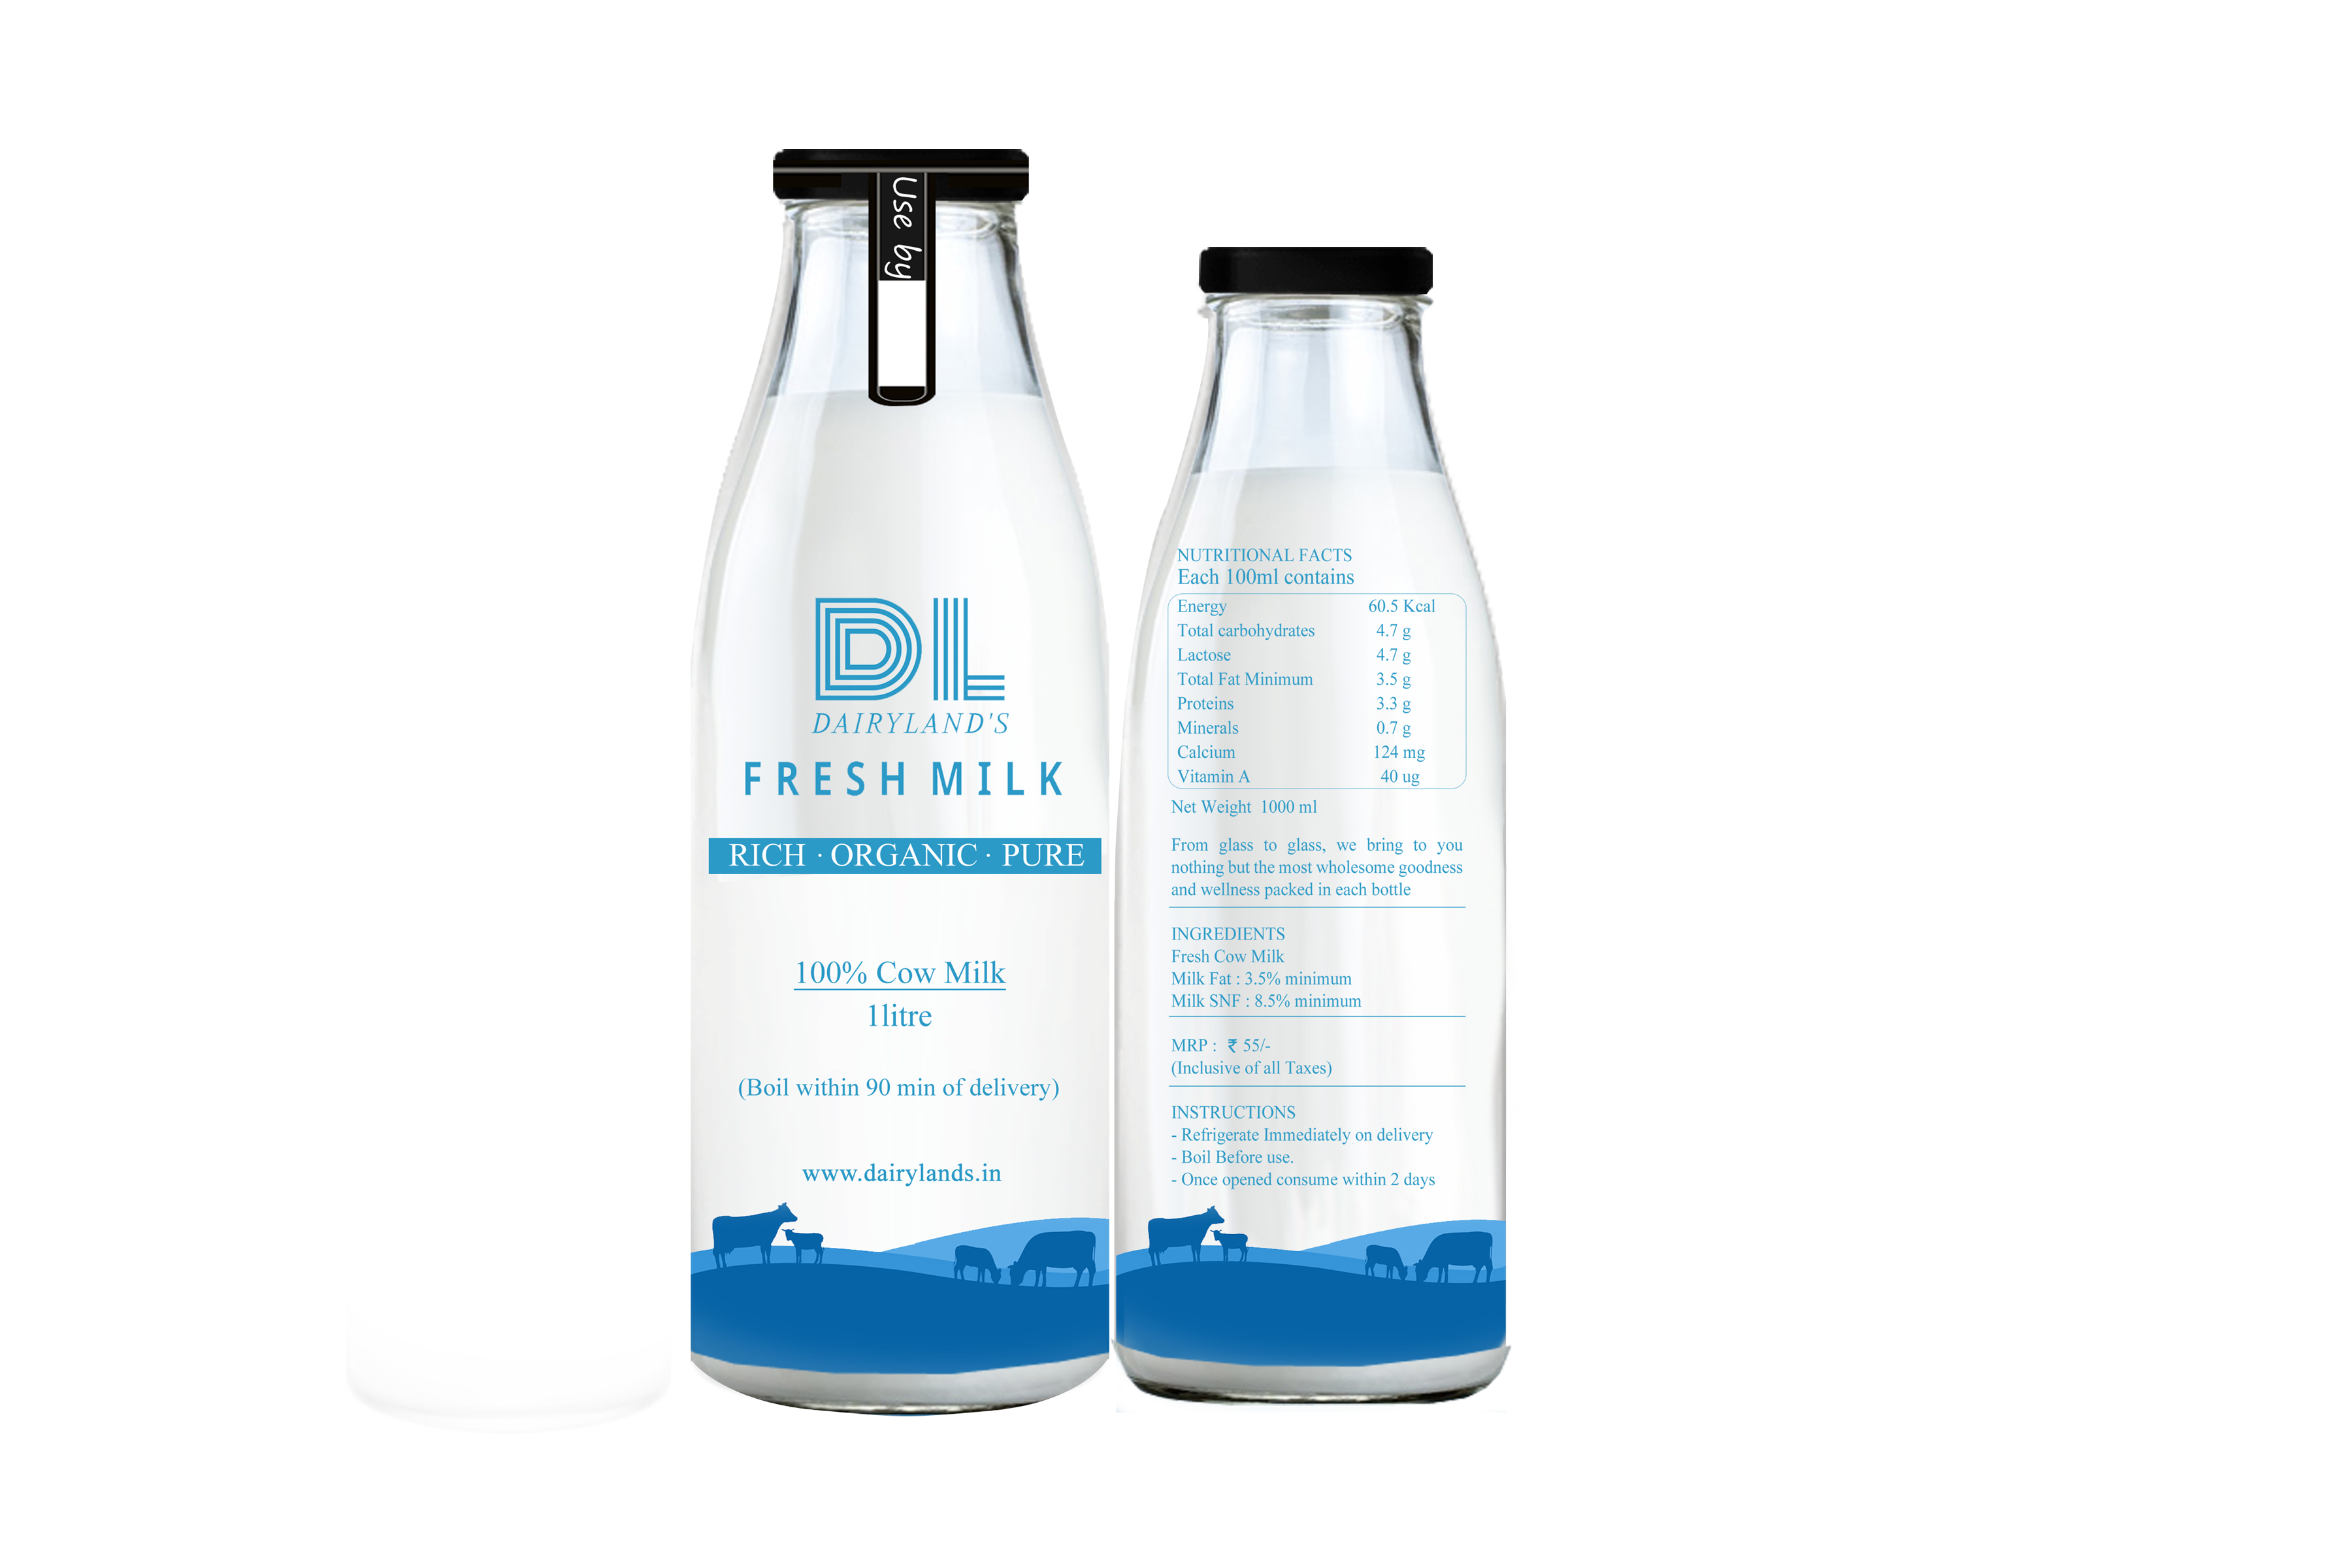 Use by
DL
DAIRYLAND'S
FRESH MILK
RICH · ORGANIC · PURE
100% Cow Milk
1litre
(Boil within 90 min of delivery)
www.dairylands.in
NUTRITIONAL FACTS
Each 100ml contains
Energy 60.5 Kcal
Total carbohydrates 4.7 g
Lactose 4.7 g
Total Fat Minimum 3.5 g
Proteins 3.3 g
Minerals 0.7 g
Calcium 124 mg
Vitamin A 40 ug
Net Weight 1000 ml
From glass to glass, we bring to you
nothing but the most wholesome goodness
and wellness packed in each bottle
INGREDIENTS
Fresh Cow Milk
Milk Fat : 3.5% minimum
Milk SNF : 8.5% minimum
MRP : ₹ 55/-
(Inclusive of all Taxes)
INSTRUCTIONS
- Refrigerate Immediately on delivery
- Boil Before use.
- Once opened consume within 2 days